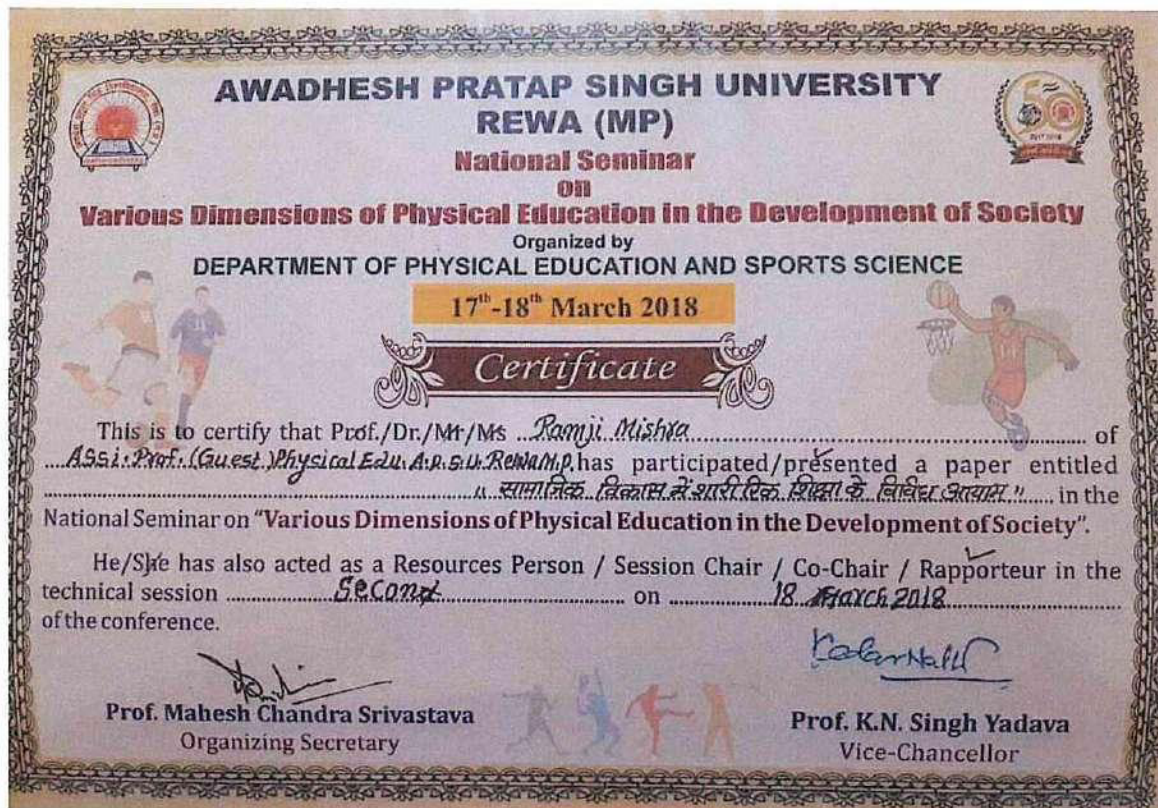 AWADHESH PRATAP SINGH UNIVERSITY
REWA (MP)
National Seminar
on
Various Dimensions of Physical Education in the Development of Society
Organized by
DEPARTMENT OF PHYSICAL EDUCATION AND SPORTS SCIENCE
17th-18th March 2018
Certificate
This is to certify that Prof./Dr./Mr/Ms Ramji Mishra of
Assi. Prof. (Guest) Physical Edu. A.P.S.U. Rewa M.P. has participated/presented a paper entitled
"सामाजिक विकास में शारीरिक शिक्षा के विविध आयाम" in the
National Seminar on "Various Dimensions of Physical Education in the Development of Society".
He/She has also acted as a Resources Person / Session Chair / Co-Chair / Rapporteur in the
technical session Second on 18 March 2018
of the conference.
Prof. Mahesh Chandra Srivastava
Organizing Secretary
Prof. K.N. Singh Yadava
Vice-Chancellor
50
2017-2018